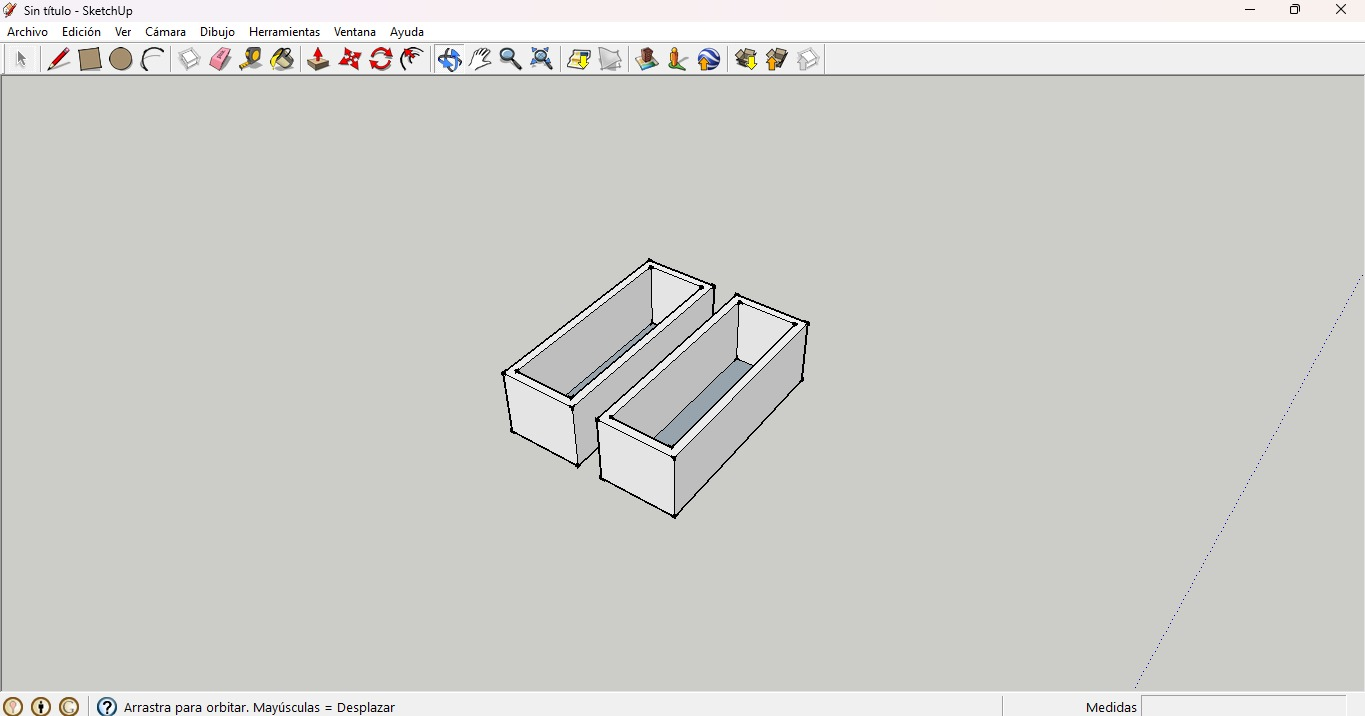 Sin título - SketchUp
Archivo Edición Ver Cámara Dibujo Herramientas Ventana Ayuda
Arrastra para orbitar. Mayúsculas = Desplazar
Medidas